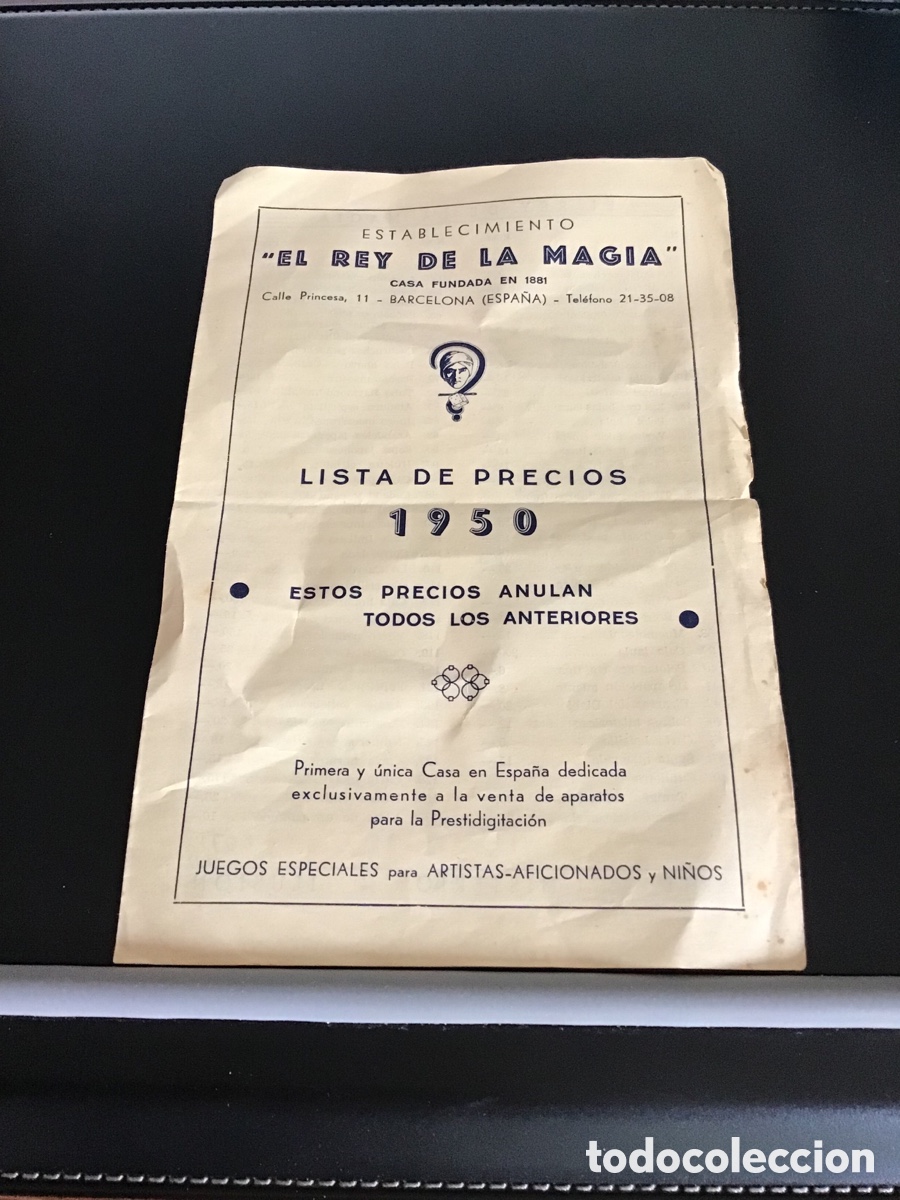 ESTABLECIMIENTO
"EL REY DE LA MAGIA"
CASA FUNDADA EN 1881
Calle Princesa, 11 - BARCELONA (ESPAÑA) - Teléfono 21-35-08
LISTA DE PRECIOS
1950
ESTOS PRECIOS ANULAN
TODOS LOS ANTERIORES
Primera y única Casa en España dedicada
exclusivamente a la venta de aparatos
para la Prestidigitación
JUEGOS ESPECIALES para ARTISTAS-AFICIONADOS y NIÑOS
todocoleccion